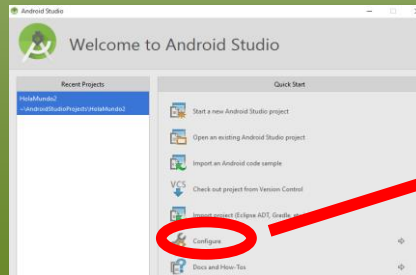 Android Studio
Welcome to Android Studio
Recent Projects
HolaMundo2
~\AndroidStudioProjects\HolaMundo2
Quick Start
Start a new Android Studio project
Open an existing Android Studio project
Import an Android code sample
VCS
Check out project from Version Control
Import project (Eclipse ADT, Gradle,
Configure
Docs and How-Tos